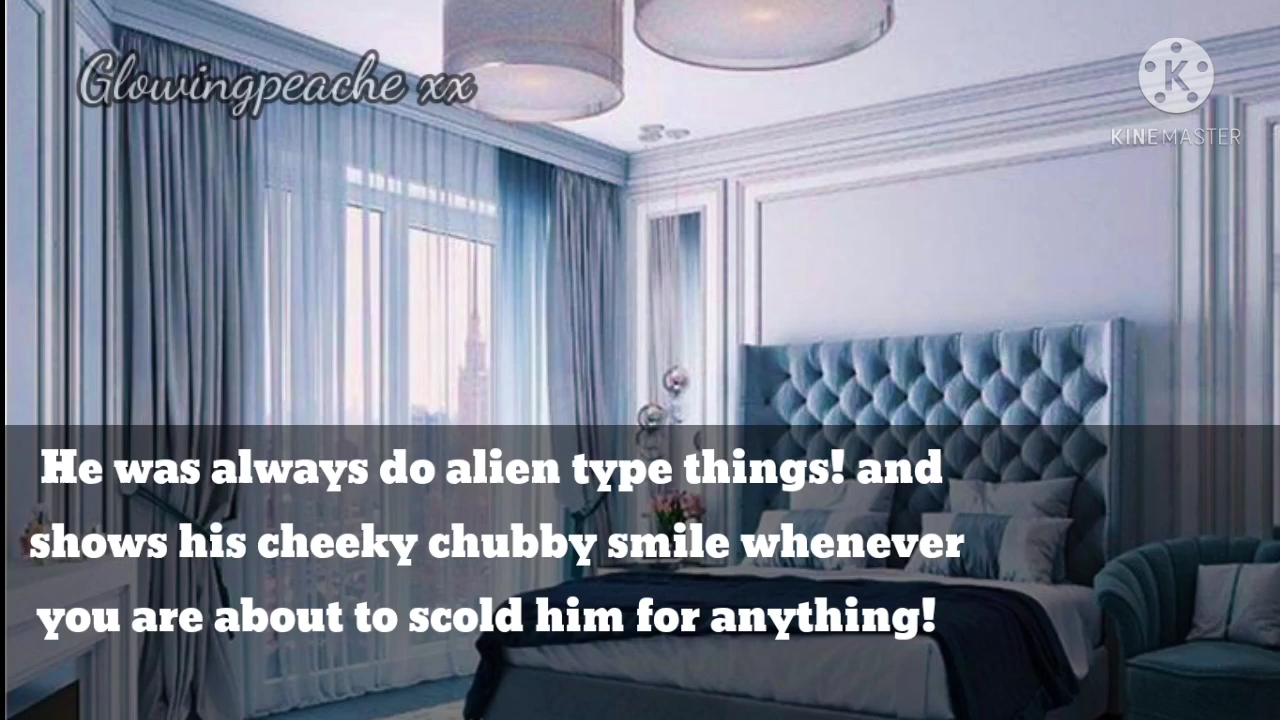 Glowingpeache xx
K
KINEMASTER
He was always do alien type things! and
shows his cheeky chubby smile whenever
you are about to scold him for anything!